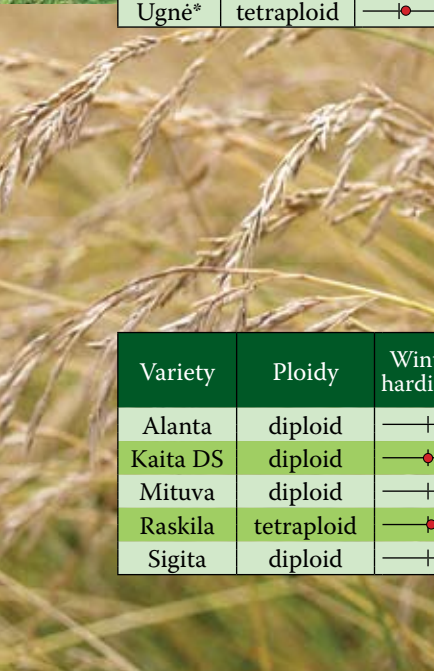 Ugnė* tetraploid
Variety Ploidy
Alanta diploid
Kaita DS diploid
Mituva diploid
Raskila tetraploid
Sigita diploid